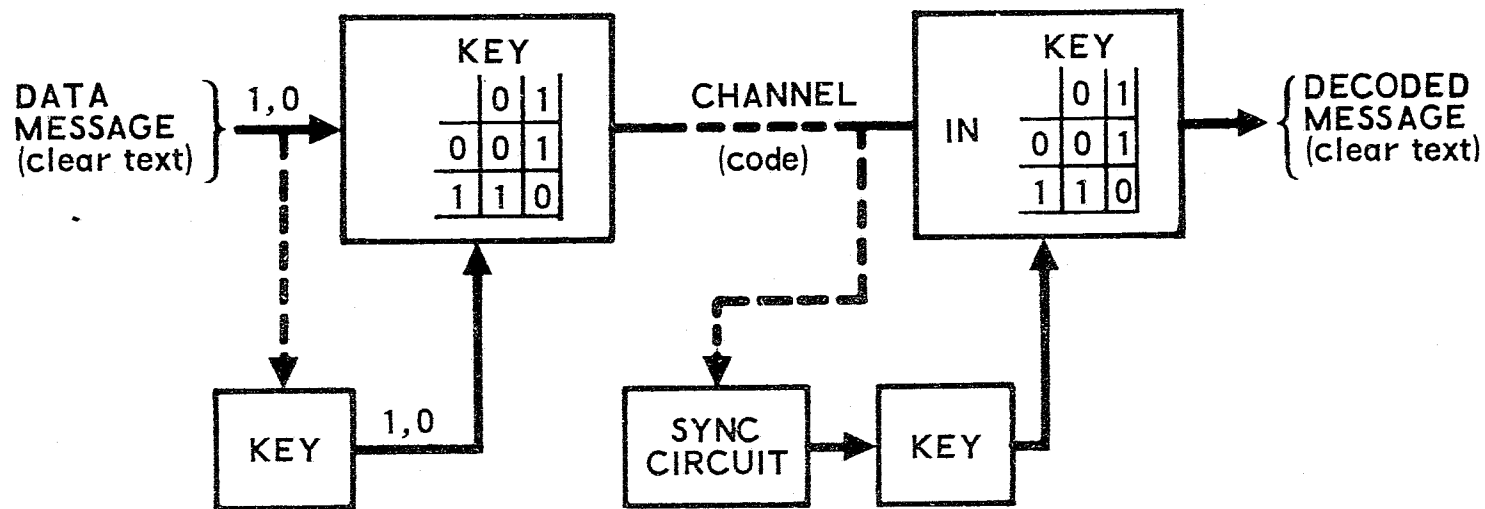 DATA
MESSAGE
(clear text)
1,0
KEY
0 1
0 0 1
1 1 0
CHANNEL
(code)
IN
KEY
0 1
0 0 1
1 1 0
DECODED
MESSAGE
(clear text)
KEY
1,0
SYNC
CIRCUIT
KEY